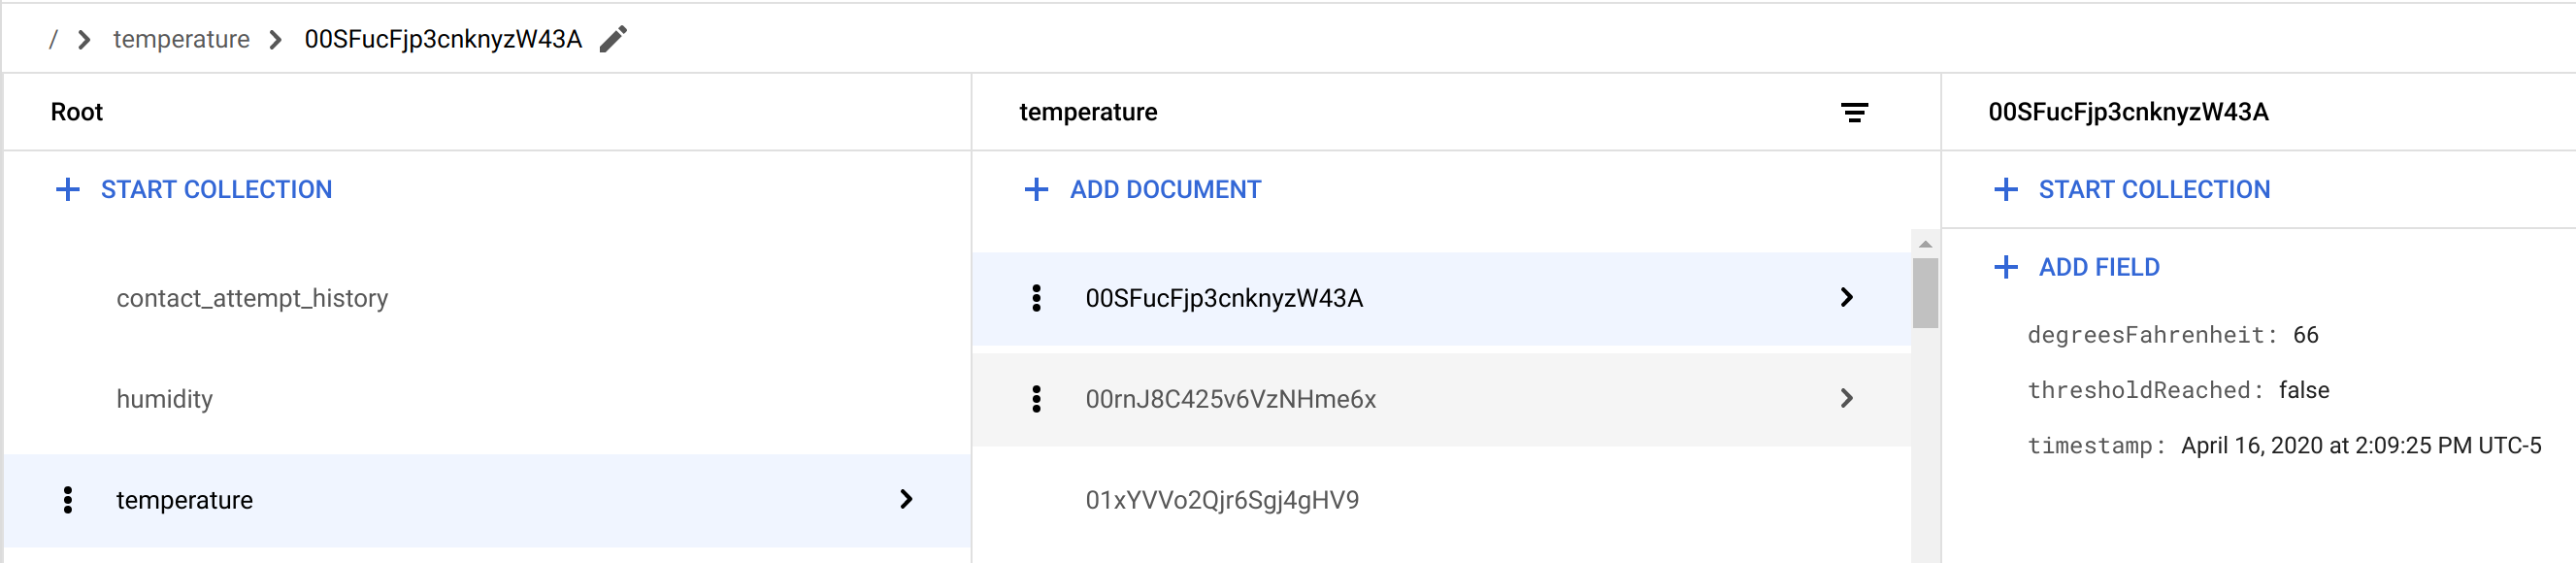 / > temperature > 00SFucFjp3cnknyzW43A
Root
+ START COLLECTION
contact_attempt_history
humidity
temperature
temperature
+ ADD DOCUMENT
00SFucFjp3cnknyzW43A
00rnJ8C425v6VzNHme6x
01xYVVo2Qjr6Sgj4gHV9
00SFucFjp3cnknyzW43A
+ START COLLECTION
+ ADD FIELD
degreesFahrenheit: 66
thresholdReached: false
timestamp: April 16, 2020 at 2:09:25 PM UTC-5